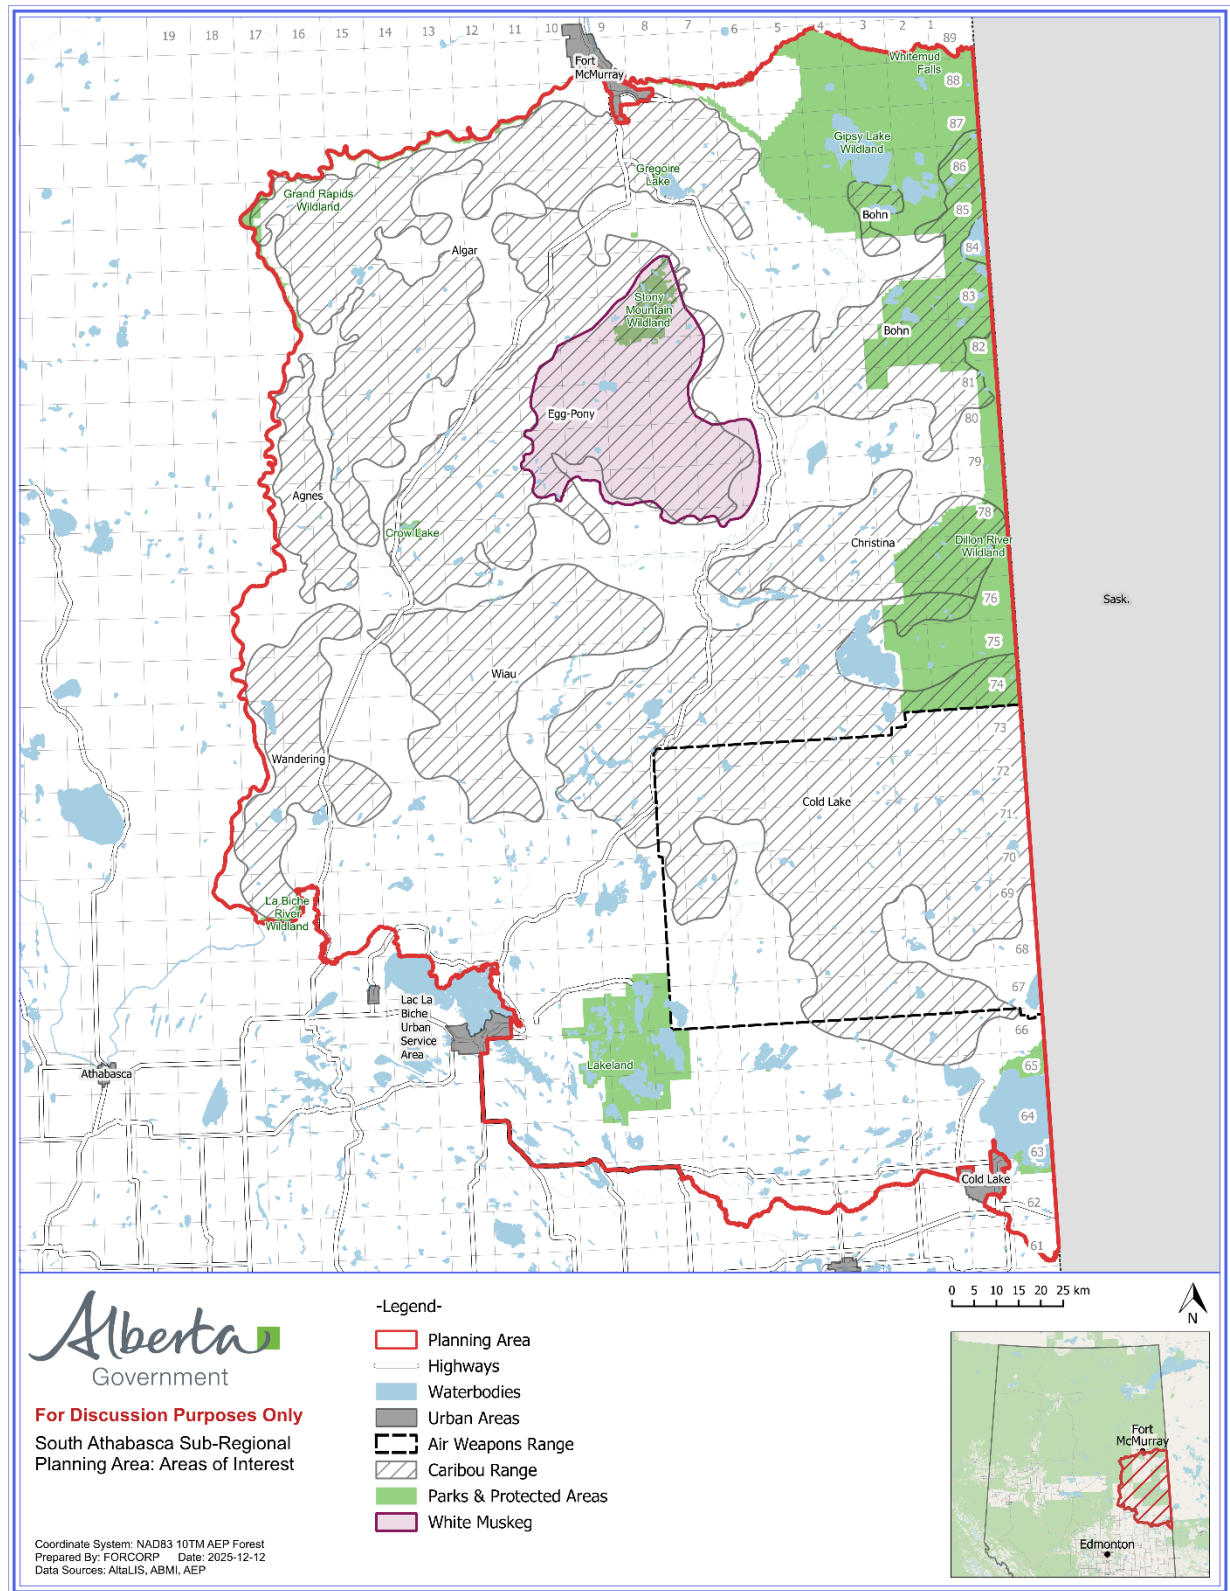 19 18 17 16 15 14 13 12 11 10 9 8 7 6 5 4 3 2 1
89
Whitemud
Falls
88
Fort
McMurray
87
Gipsy Lake
Wildland
86
Gregoire
Lake
Grand Rapids
Wildland
85
Bohn
84
Algar
83
Stony
Mountain
Wildland
Bohn
82
81
80
Egg-Pony
79
Agnes
78
Crow Lake
Christina
Dillon River
Wildland
76
Sask.
75
Wiau
74
73
Wandering
72
Cold Lake
71
70
69
La Biche
River
Wildland
68
67
Lac La
Biche
Urban
Service
Area
66
Lakeland
65
Athabasca
64
63
Cold Lake
62
61
Alberta
Government
For Discussion Purposes Only
South Athabasca Sub-Regional
Planning Area: Areas of Interest
Coordinate System: NAD83 10TM AEP Forest
Prepared By: FORCORP Date: 2025-12-12
Data Sources: AltaLIS, ABMI, AEP
-Legend-
Planning Area
Highways
Waterbodies
Urban Areas
Air Weapons Range
Caribou Range
Parks & Protected Areas
White Muskeg
0 5 10 15 20 25 km
N
Fort
McMurray
Edmonton